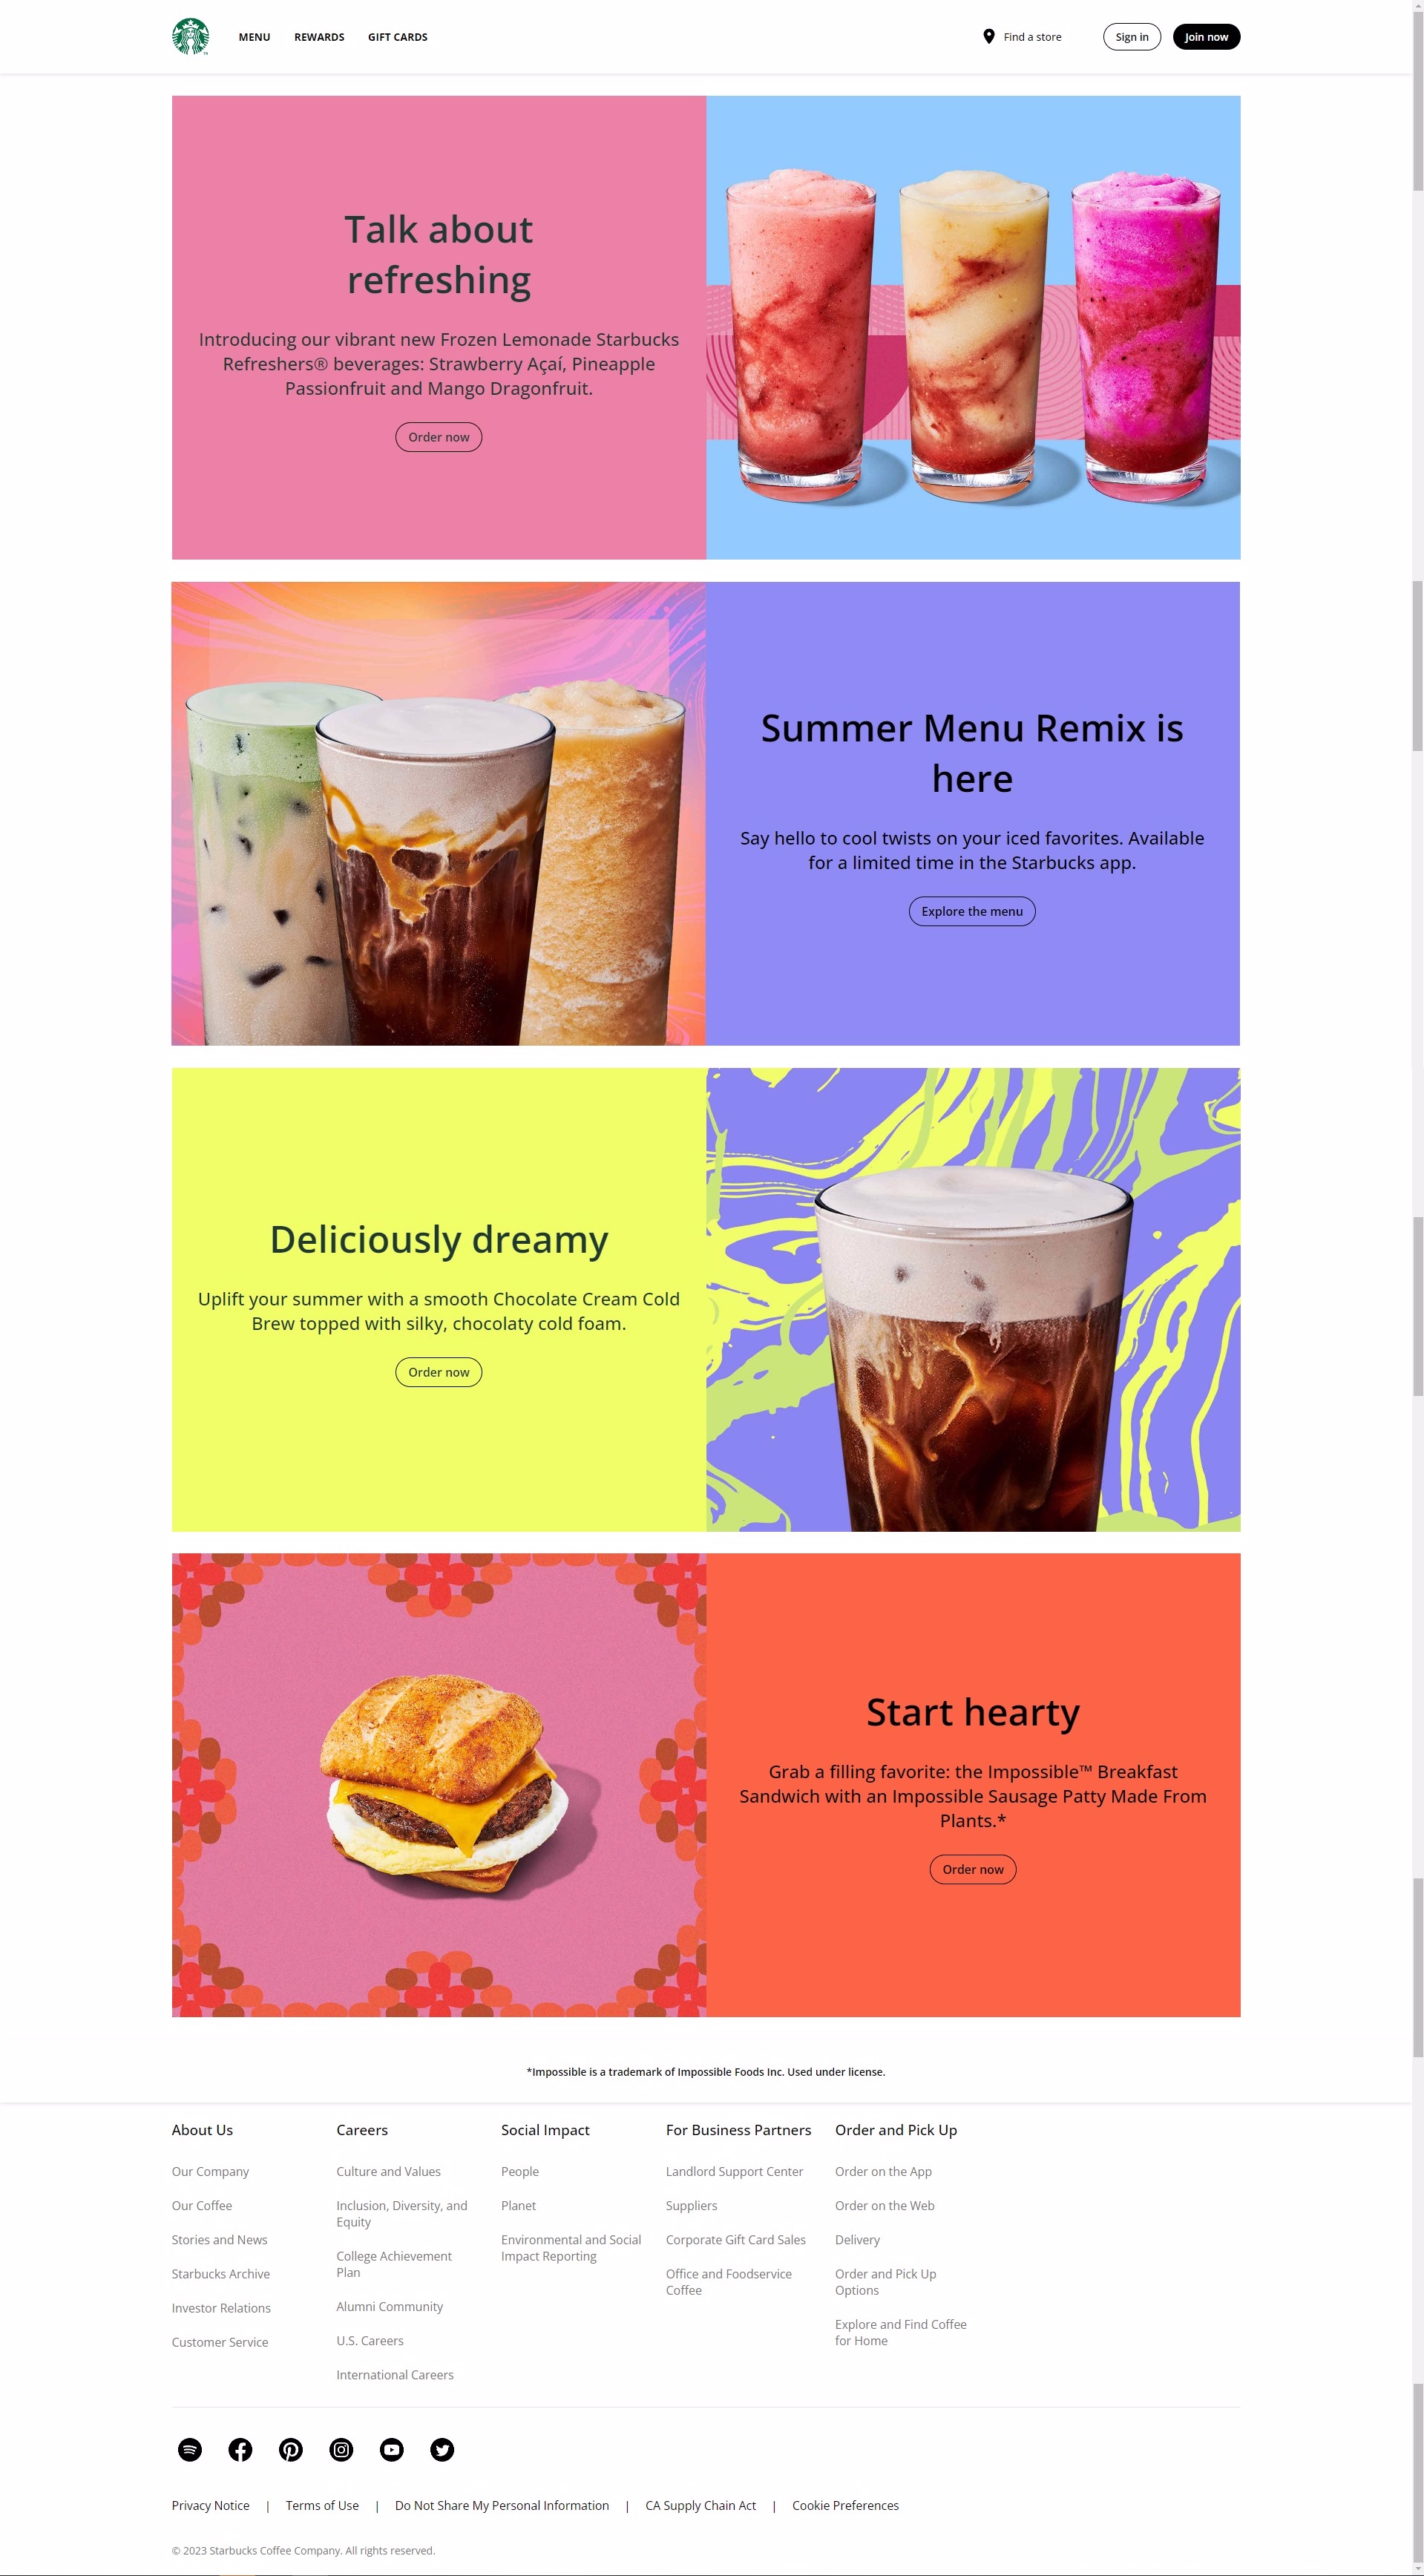 MENU REWARDS GIFT CARDS Find a store Sign in Join now
Talk about
refreshing
Introducing our vibrant new Frozen Lemonade Starbucks
Refreshers® beverages: Strawberry Açaí, Pineapple
Passionfruit and Mango Dragonfruit.
Order now
Summer Menu Remix is
here
Say hello to cool twists on your iced favorites. Available
for a limited time in the Starbucks app.
Explore the menu
Deliciously dreamy
Uplift your summer with a smooth Chocolate Cream Cold
Brew topped with silky, chocolaty cold foam.
Order now
Start hearty
Grab a filling favorite: the Impossible™ Breakfast
Sandwich with an Impossible Sausage Patty Made From
Plants.*
Order now
*Impossible is a trademark of Impossible Foods Inc. Used under license.
About Us
Our Company
Our Coffee
Stories and News
Starbucks Archive
Investor Relations
Customer Service
Careers
Culture and Values
Inclusion, Diversity, and
Equity
College Achievement
Plan
Alumni Community
U.S. Careers
International Careers
Social Impact
People
Planet
Environmental and Social
Impact Reporting
For Business Partners
Landlord Support Center
Suppliers
Corporate Gift Card Sales
Office and Foodservice
Coffee
Order and Pick Up
Order on the App
Order on the Web
Delivery
Order and Pick Up
Options
Explore and Find Coffee
for Home
Privacy Notice | Terms of Use | Do Not Share My Personal Information | CA Supply Chain Act | Cookie Preferences
© 2023 Starbucks Coffee Company. All rights reserved.